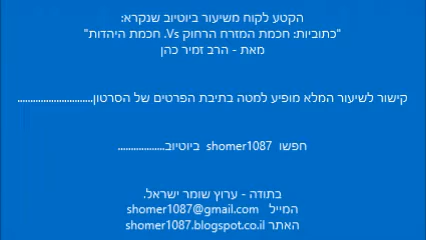 הקטע לקוח משיעור ביוטיוב שנקרא:
"כתוביות: חכמת המזרח הרחוק Vs. חכמת היהדות"
מאת - הרב זמיר כהן
קישור לשיעור המלא מופיע למטה בתיבת הפרטים של הסרטון.............................
חפשו shomer1087 ביוטיוב..................
בתודה - ערוץ שומר ישראל.
המייל shomer1087@gmail.com
האתר shomer1087.blogspot.co.il